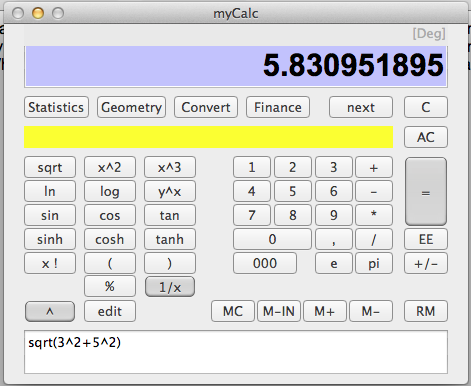 myCalc
[Deg]
5.830951895
Statistics Geometry Convert Finance next C
AC
sqrt x^2 x^3 1 2 3 + =
ln log y^x 4 5 6 -
sin cos tan 7 8 9 *
sinh cosh tanh 0 , / EE
x ! ( ) 000 e pi +/-
% 1/x
^ edit MC M-IN M+ M- RM
sqrt(3^2+5^2)